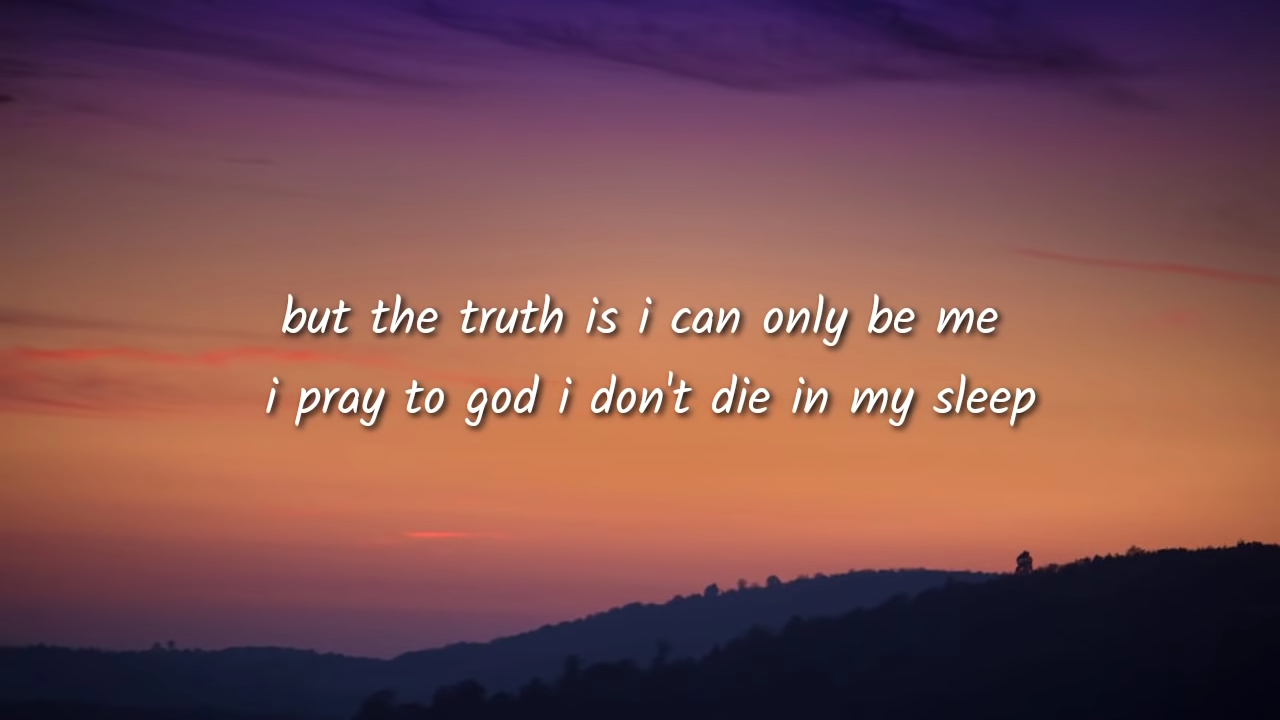 but the truth is i can only be me
i pray to god i don't die in my sleep